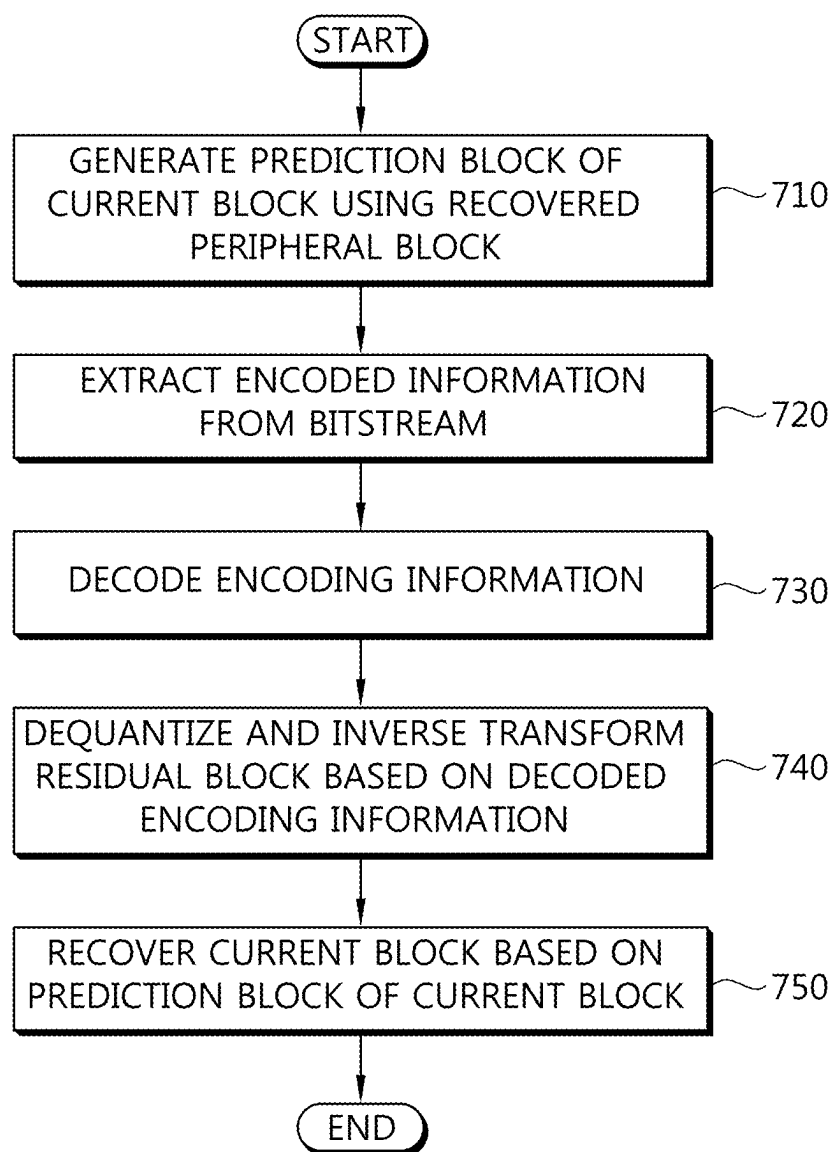 START
GENERATE PREDICTION BLOCK OF
CURRENT BLOCK USING RECOVERED
PERIPHERAL BLOCK
710
EXTRACT ENCODED INFORMATION
FROM BITSTREAM
720
DECODE ENCODING INFORMATION
730
DEQUANTIZE AND INVERSE TRANSFORM
RESIDUAL BLOCK BASED ON DECODED
ENCODING INFORMATION
740
RECOVER CURRENT BLOCK BASED ON
PREDICTION BLOCK OF CURRENT BLOCK
750
END